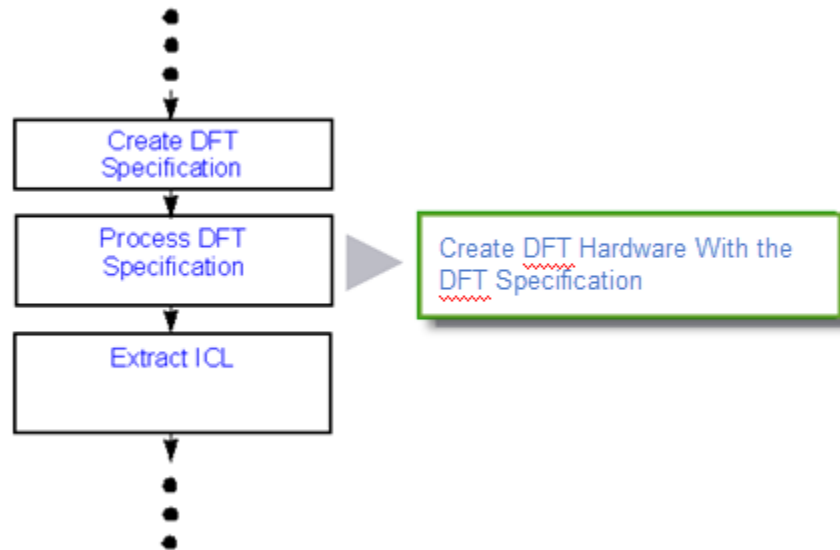 Create DFT
Specification
Process DFT
Specification
Create DFT Hardware With the
DFT Specification
Extract ICL